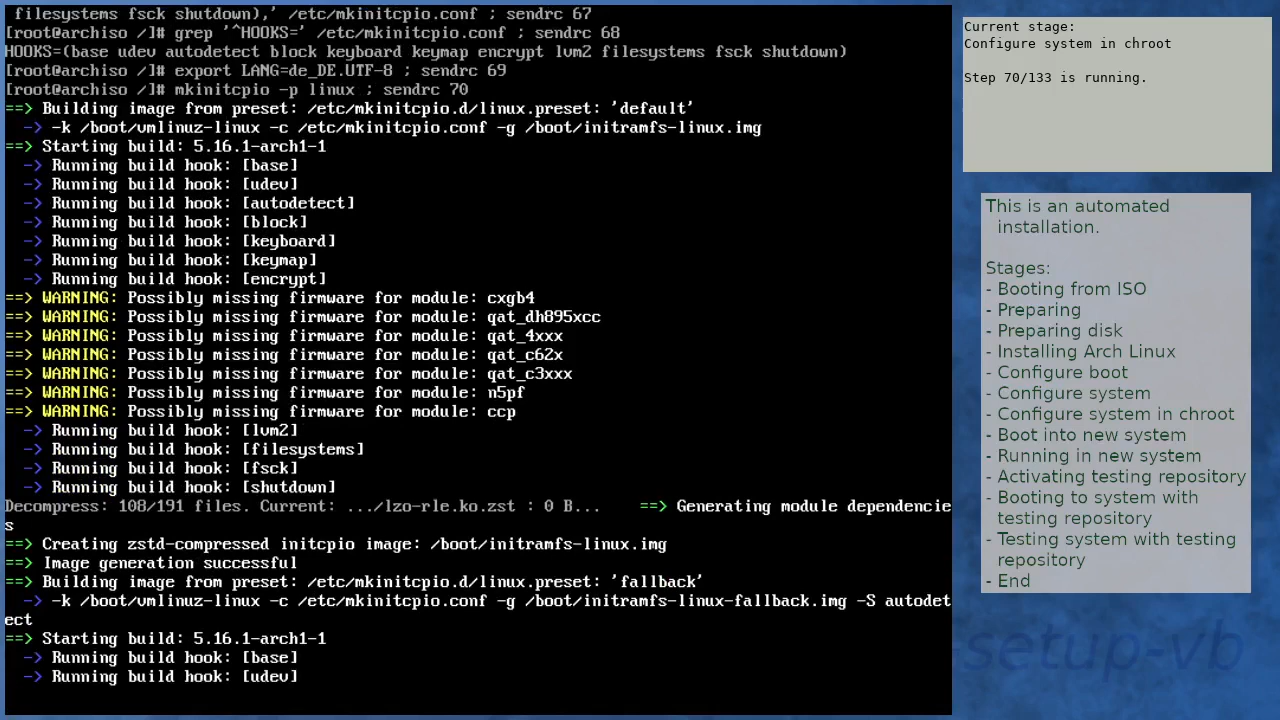 filesystems fsck shutdown),' /etc/mkinitcpio.conf ; sendrc 67
[root@archiso /]# grep '^HOOKS=' /etc/mkinitcpio.conf ; sendrc 68
HOOKS=(base udev autodetect block keyboard keymap encrypt lvm2 filesystems fsck shutdown)
[root@archiso /]# export LANG=de_DE.UTF-8 ; sendrc 69
[root@archiso /]# mkinitcpio -p linux ; sendrc 70
==> Building image from preset: /etc/mkinitcpio.d/linux.preset: 'default'
-> -k /boot/vmlinuz-linux -c /etc/mkinitcpio.conf -g /boot/initramfs-linux.img
==> Starting build: 5.16.1-arch1-1
-> Running build hook: [base]
-> Running build hook: [udev]
-> Running build hook: [autodetect]
-> Running build hook: [block]
-> Running build hook: [keyboard]
-> Running build hook: [keymap]
-> Running build hook: [encrypt]
==> WARNING: Possibly missing firmware for module: cxgb4
==> WARNING: Possibly missing firmware for module: qat_dh895xcc
==> WARNING: Possibly missing firmware for module: qat_4xxx
==> WARNING: Possibly missing firmware for module: qat_c62x
==> WARNING: Possibly missing firmware for module: qat_c3xxx
==> WARNING: Possibly missing firmware for module: n5pf
==> WARNING: Possibly missing firmware for module: ccp
-> Running build hook: [lvm2]
-> Running build hook: [filesystems]
-> Running build hook: [fsck]
-> Running build hook: [shutdown]
Decompress: 108/191 files. Current: .../lzo-rle.ko.zst : 0 B... ==> Generating module dependencie
s
==> Creating zstd-compressed initcpio image: /boot/initramfs-linux.img
==> Image generation successful
==> Building image from preset: /etc/mkinitcpio.d/linux.preset: 'fallback'
-> -k /boot/vmlinuz-linux -c /etc/mkinitcpio.conf -g /boot/initramfs-linux-fallback.img -S autodet
ect
==> Starting build: 5.16.1-arch1-1
-> Running build hook: [base]
-> Running build hook: [udev]
Current stage:
Configure system in chroot
Step 70/133 is running.
This is an automated
installation.
Stages:
- Booting from ISO
- Preparing
- Preparing disk
- Installing Arch Linux
- Configure boot
- Configure system
- Configure system in chroot
- Boot into new system
- Running in new system
- Activating testing repository
- Booting to system with
testing repository
- Testing system with testing
repository
- End
-setup-vb